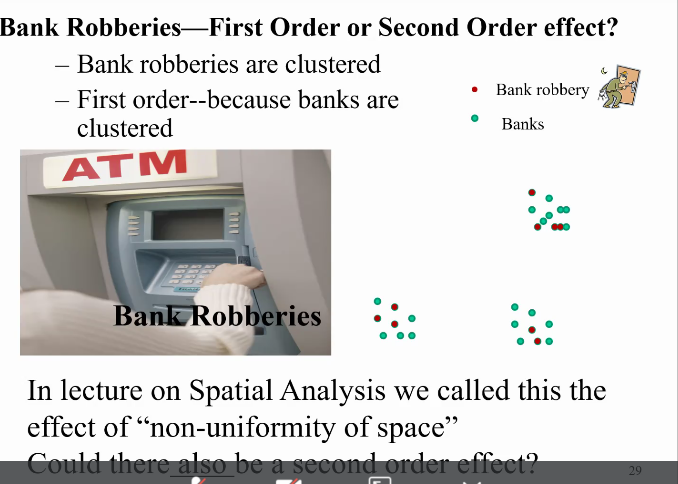 Bank Robberies—First Order or Second Order effect?
– Bank robberies are clustered
– First order--because banks are
clustered
Bank robbery
Banks
ATM
Bank Robberies
In lecture on Spatial Analysis we called this the
effect of “non-uniformity of space”
Could there also be a second order effect?
29